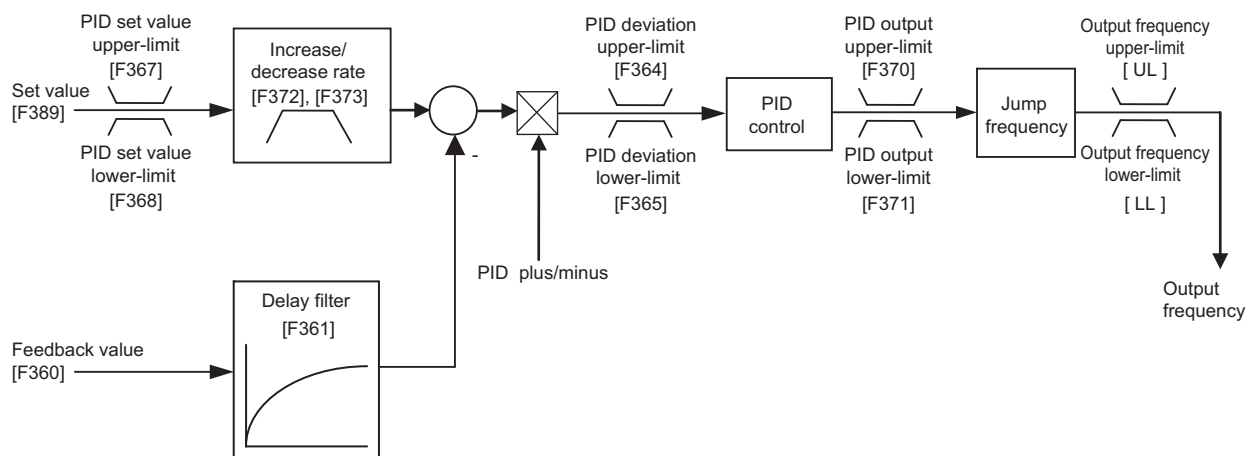 PID set value
upper-limit
[F367]
Set value
[F389]
PID set value
lower-limit
[F368]
Increase/
decrease rate
[F372], [F373]
-
PID plus/minus
PID deviation
upper-limit
[F364]
PID deviation
lower-limit
[F365]
PID
control
PID output
upper-limit
[F370]
PID output
lower-limit
[F371]
Jump
frequency
Output frequency
upper-limit
[ UL ]
Output frequency
lower-limit
[ LL ]
Output
frequency
Delay filter
[F361]
Feedback value
[F360]